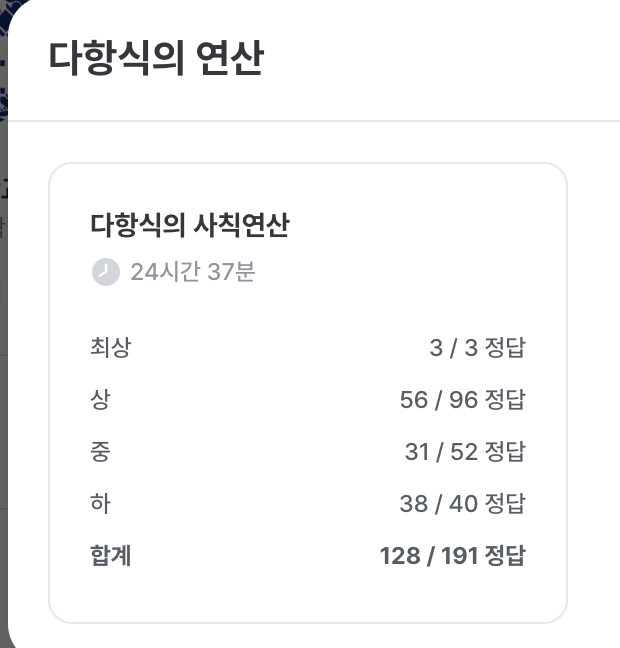 다항식의 연산
다항식의 사칙연산
24시간 37분
최상 3 / 3 정답
상 56 / 96 정답
중 31 / 52 정답
하 38 / 40 정답
합계 128 / 191 정답